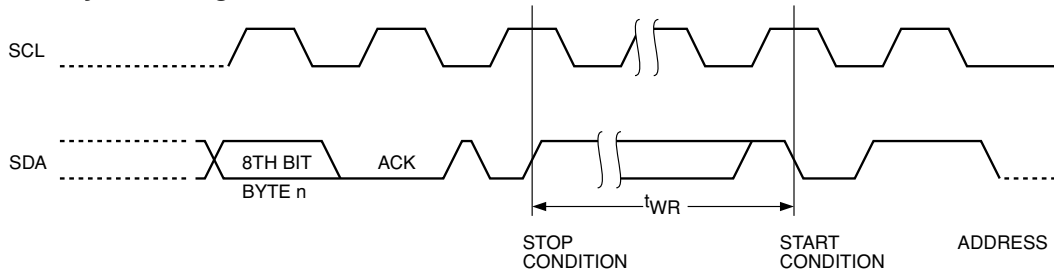 SCL
SDA
8TH BIT
ACK
BYTE n
tWR
STOP
CONDITION
START
CONDITION
ADDRESS